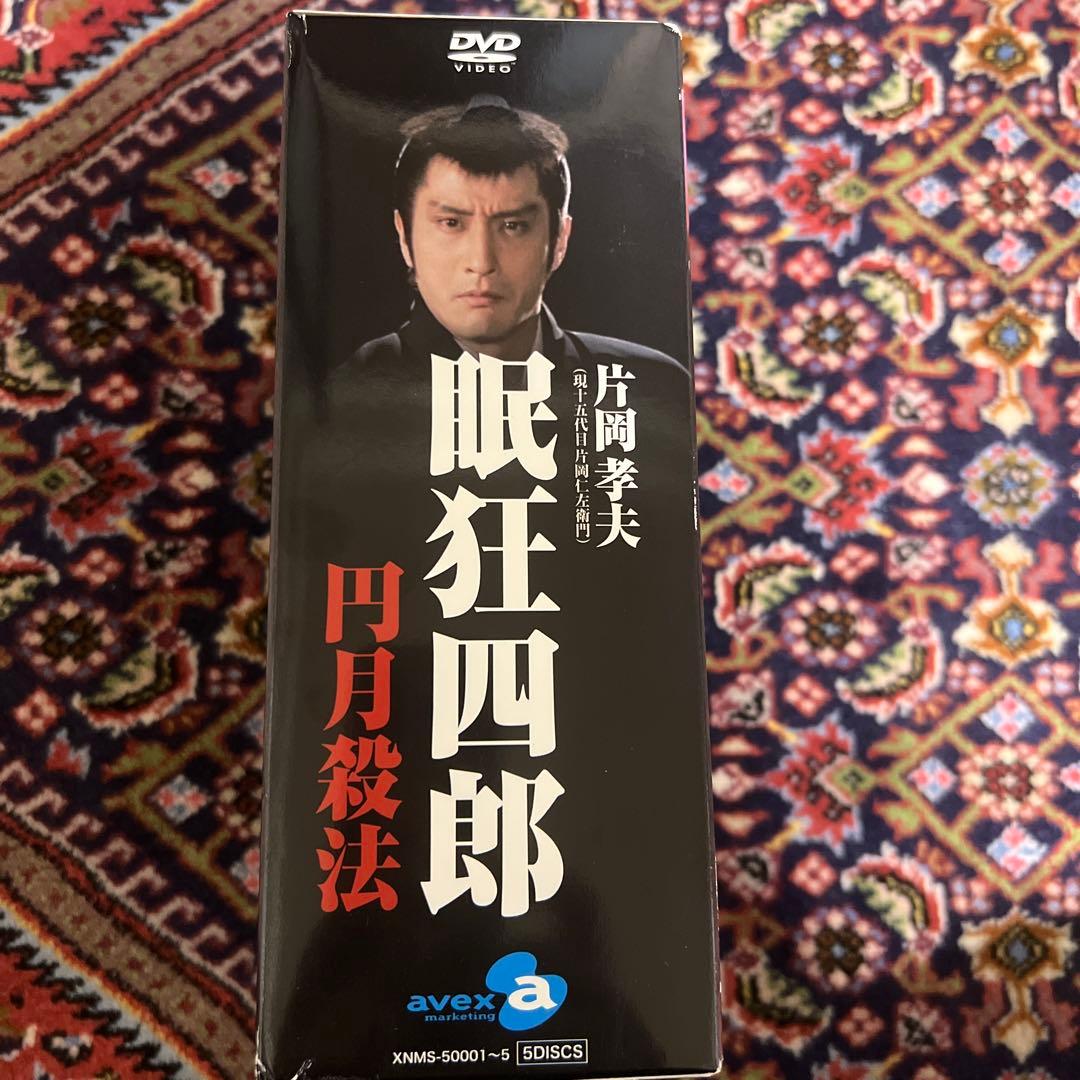 DVD
VIDEO
片岡孝夫
（現十五代目片岡仁左衛門）
眠狂四郎
円月殺法
avex
marketing
a
XNMS-50001～5 5DISCS